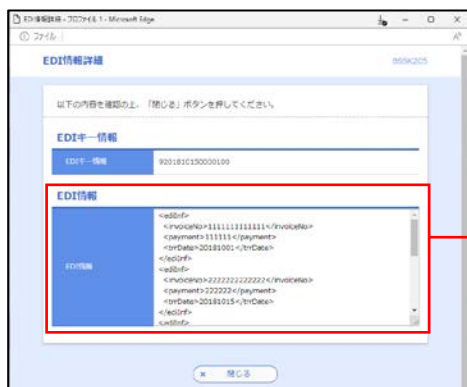 EDI情報詳細 - プロファイル 1 - Microsoft Edge
ファイル
EDI情報詳細
BSSK205
以下の内容を確認の上、「閉じる」ボタンを押してください。
EDIキー情報
EDIキー情報
9201810150000100
EDI情報
EDI情報
<ediInf>
<invoiceNo>1111111111111</invoiceNo>
<payment>111111</payment>
<trrDate>20181001</trrDate>
</ediInf>
<ediInf>
<invoiceNo>2222222222222</invoiceNo>
<payment>222222</payment>
<trrDate>20181015</trrDate>
</ediInf>
<ediInf>
× 閉じる